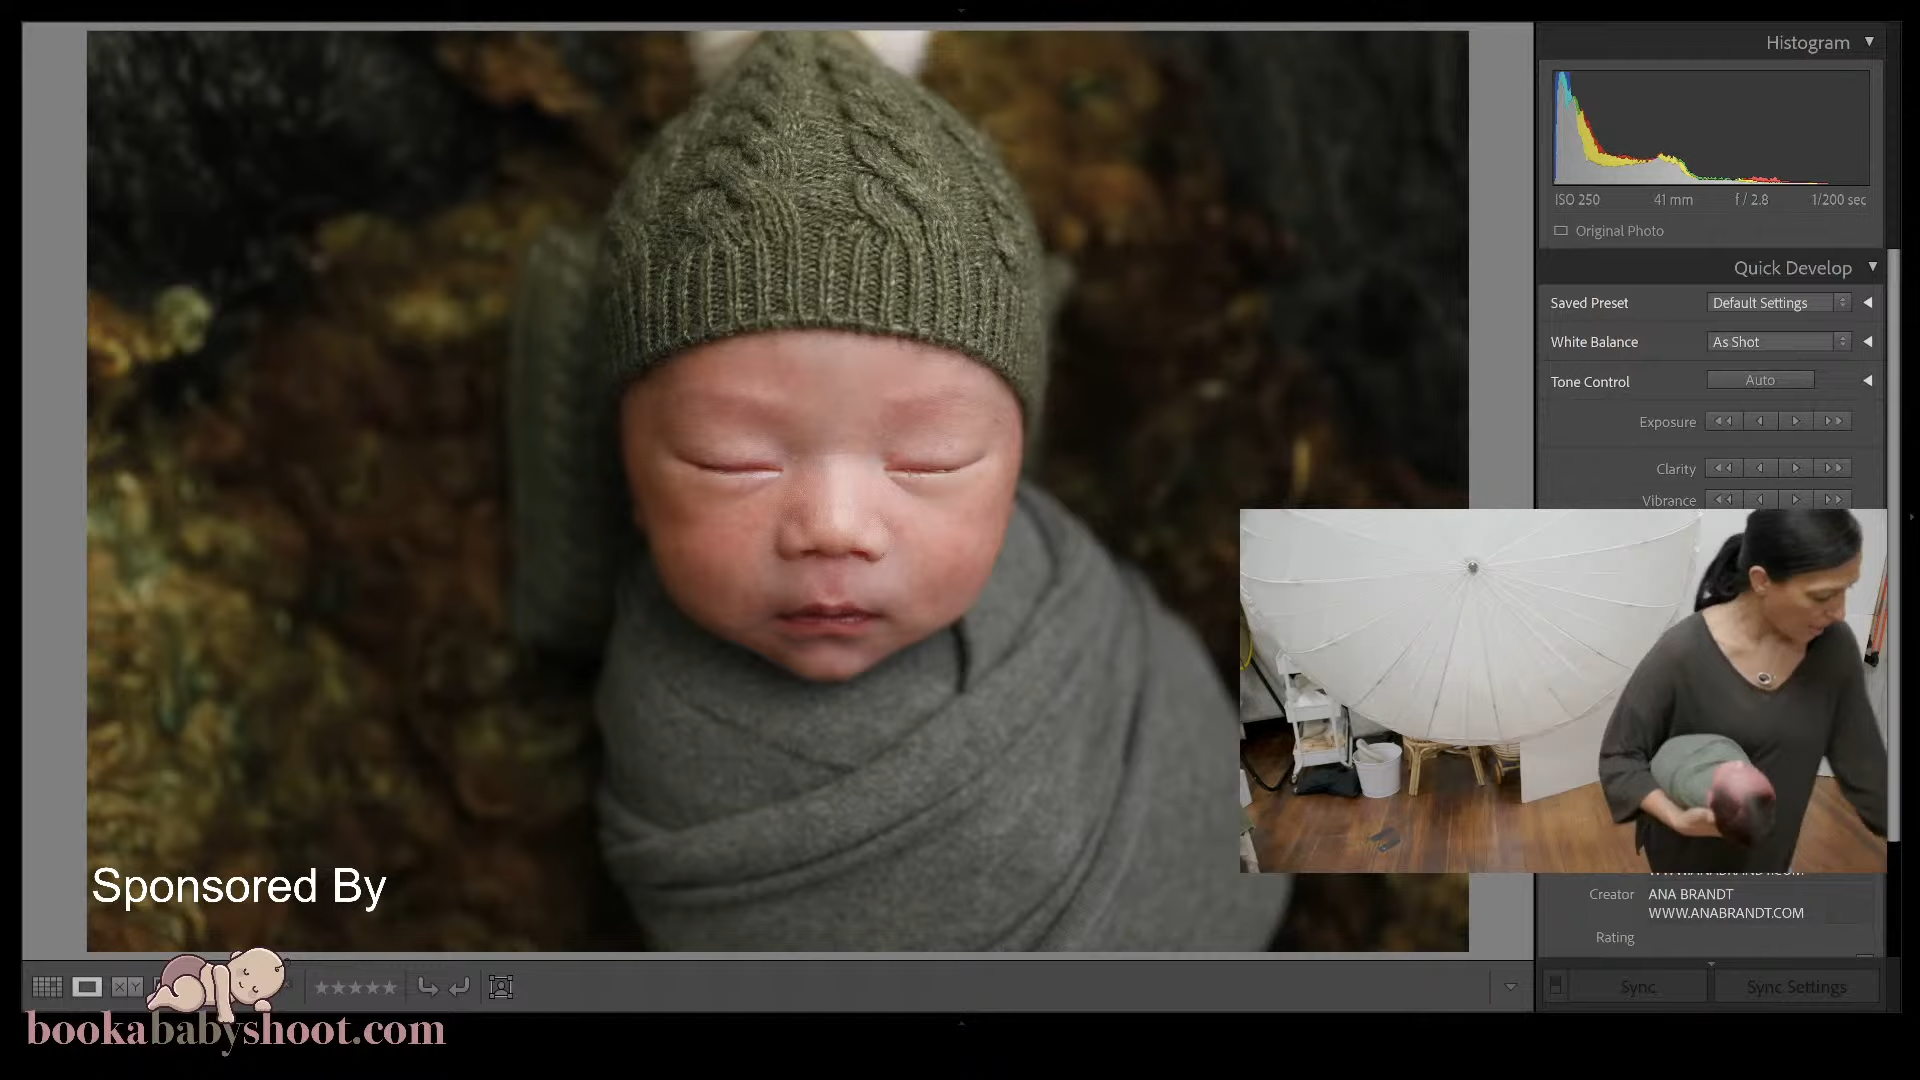 Histogram
ISO 250 41 mm f / 2.8 1/200 sec
Original Photo
Quick Develop
Saved Preset Default Settings
White Balance As Shot
Tone Control Auto
Exposure
Clarity
Vibrance
Creator ANA BRANDT
WWW.ANABRANDT.COM
Rating
Sync Sync Settings
Sponsored By
XY
bookababyshoot.com